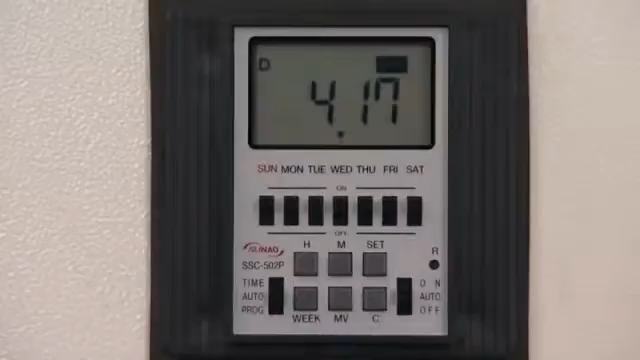 D
4 17
SUN MON TUE WED THU FRI SAT
ON
OFF
SUNAO
H M SET
SSC-502P
R
TIME
AUTO
PROG
D N
AUTO
OFF
WEEK MV C